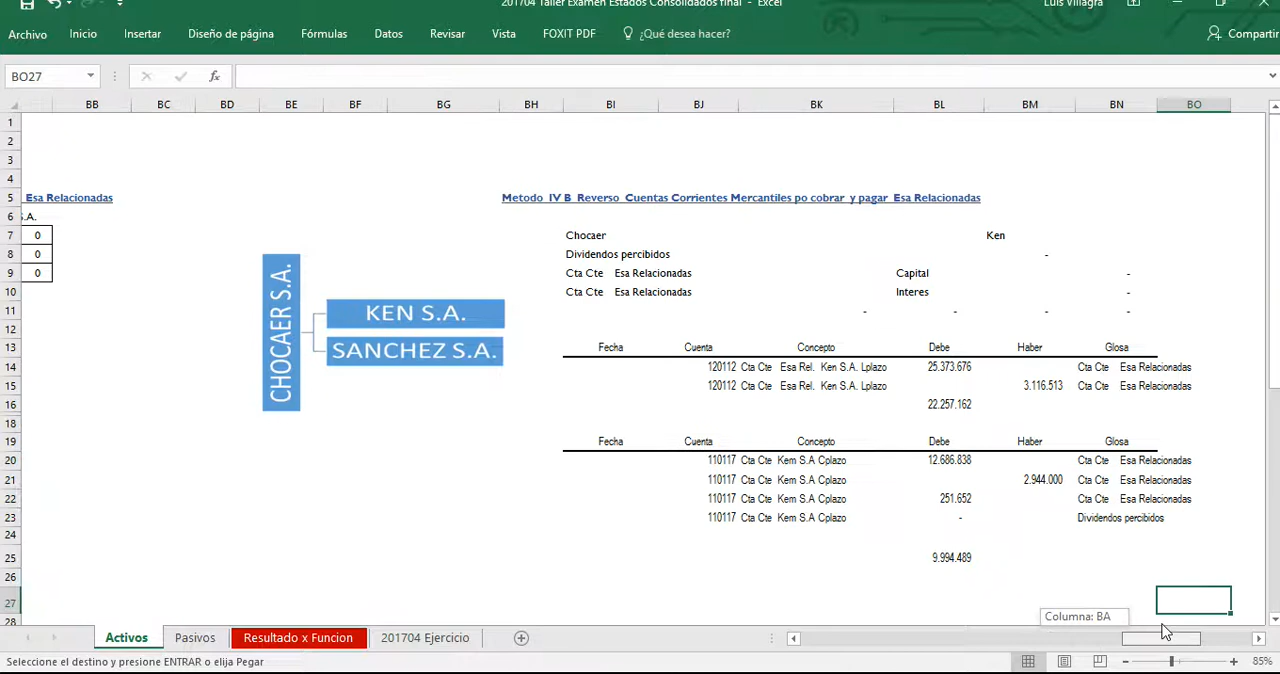 201704 Taller Examen Estados Consolidados final - Excel
Luis Villagra
Archivo Inicio Insertar Diseño de página Fórmulas Datos Revisar Vista FOXIT PDF ¿Qué desea hacer? Compartir
BO27 fx
BB BC BD BE BF BG BH BI BJ BK BL BM BN BO
1
2
3
4
5 Esa Relacionadas Metodo IV B Reverso Cuentas Corrientes Mercantiles po cobrar y pagar Esa Relacionadas
6 .A.
7 0 Chocaer Ken
8 0 Dividendos percibidos -
9 0 Cta Cte Esa Relacionadas Capital -
10 Cta Cte Esa Relacionadas Interes -
11 - - - -
12
13 Fecha Cuenta Concepto Debe Haber Glosa
14 120112 Cta Cte Esa Rel. Ken S.A. Lplazo 25.373.676 Cta Cte Esa Relacionadas
15 120112 Cta Cte Esa Rel. Ken S.A. Lplazo 3.116.513 Cta Cte Esa Relacionadas
16 22.257.162
18
19 Fecha Cuenta Concepto Debe Haber Glosa
20 110117 Cta Cte Kem S.A Cplazo 12.686.838 Cta Cte Esa Relacionadas
21 110117 Cta Cte Kem S.A Cplazo 2.944.000 Cta Cte Esa Relacionadas
22 110117 Cta Cte Kem S.A Cplazo 251.652 Cta Cte Esa Relacionadas
23 110117 Cta Cte Kem S.A Cplazo - Dividendos percibidos
24
25 9.994.489
26
27
28
CHOCAER S.A.
KEN S.A.
SANCHEZ S.A.
Columna: BA
Activos Pasivos Resultado x Funcion 201704 Ejercicio
Seleccione el destino y presione ENTRAR o elija Pegar 85%